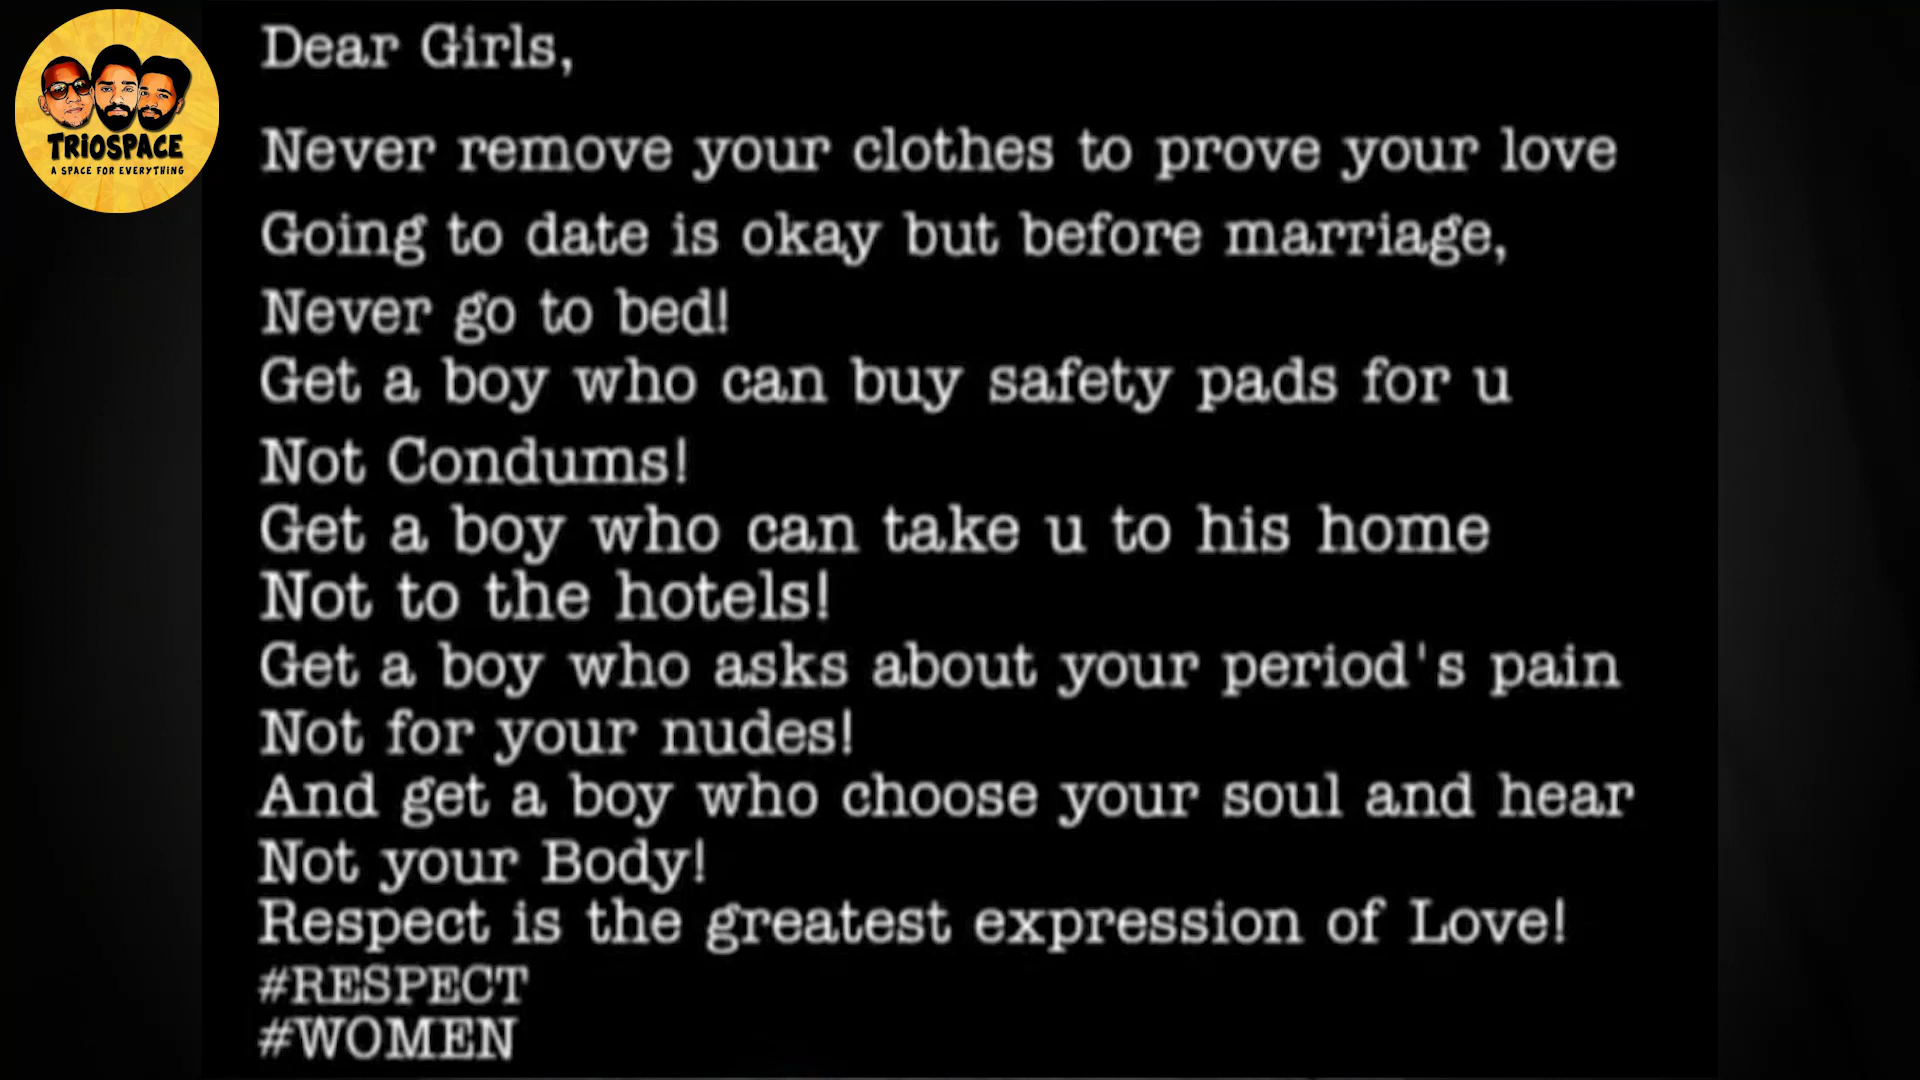 TRIOSPACE
A SPACE FOR EVERYTHING
Dear Girls,
Never remove your clothes to prove your love
Going to date is okay but before marriage,
Never go to bed!
Get a boy who can buy safety pads for u
Not Condums!
Get a boy who can take u to his home
Not to the hotels!
Get a boy who asks about your period's pain
Not for your nudes!
And get a boy who choose your soul and hear
Not your Body!
Respect is the greatest expression of Love!
#RESPECT
#WOMEN